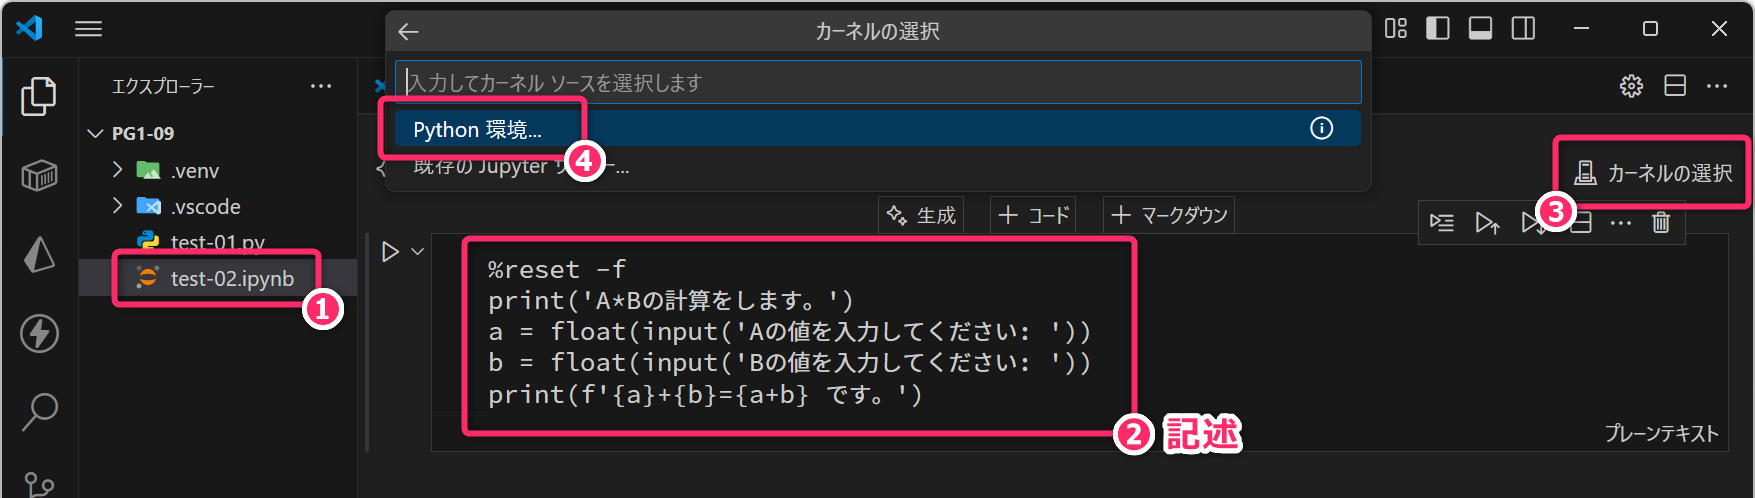 カーネルの選択
入力してカーネル ソースを選択します
Python 環境...
既存の Jupyter サーバー...
エクスプローラー
PG1-09
.venv
.vscode
test-01.py
test-02.ipynb
1
4
カーネルの選択
3
生成
コード
マークダウン
%reset -f
print('A*Bの計算をします。')
a = float(input('Aの値を入力してください: '))
b = float(input('Bの値を入力してください: '))
print(f'{a}+{b}={a+b} です。')
2 記述
プレーンテキスト